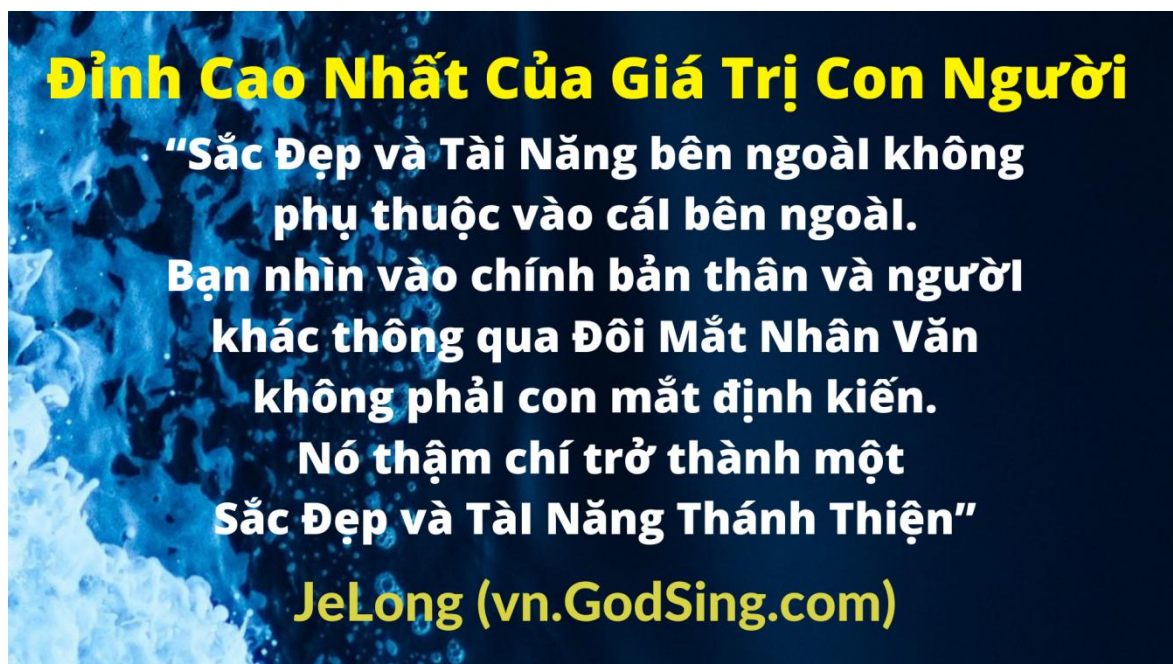 Đỉnh Cao Nhất Của Giá Trị Con Người
“Sắc Đẹp và Tài Năng bên ngoàI không
phụ thuộc vào cáI bên ngoàI.
Bạn nhìn vào chính bản thân và ngườI
khác thông qua Đôi Mắt Nhân Văn
không phảI con mắt định kiến.
Nó thậm chí trở thành một
Sắc Đẹp và TàI Năng Thánh Thiện”
JeLong (vn.GodSing.com)